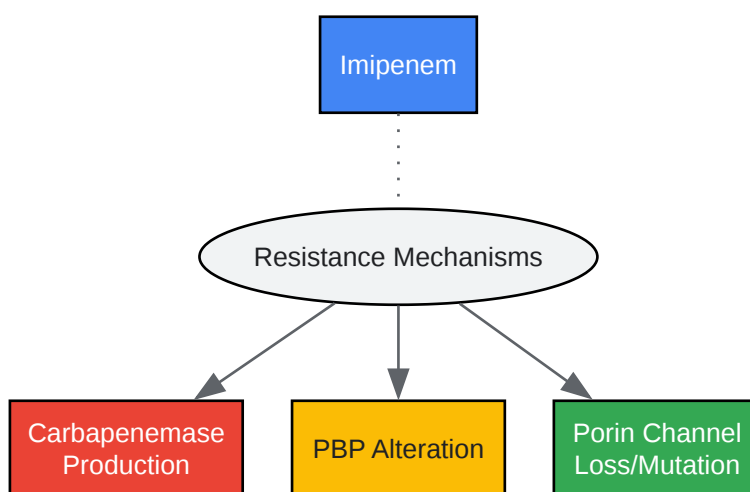 Imipenem
Resistance Mechanisms
Carbapenemase
Production
PBP Alteration
Porin Channel
Loss/Mutation